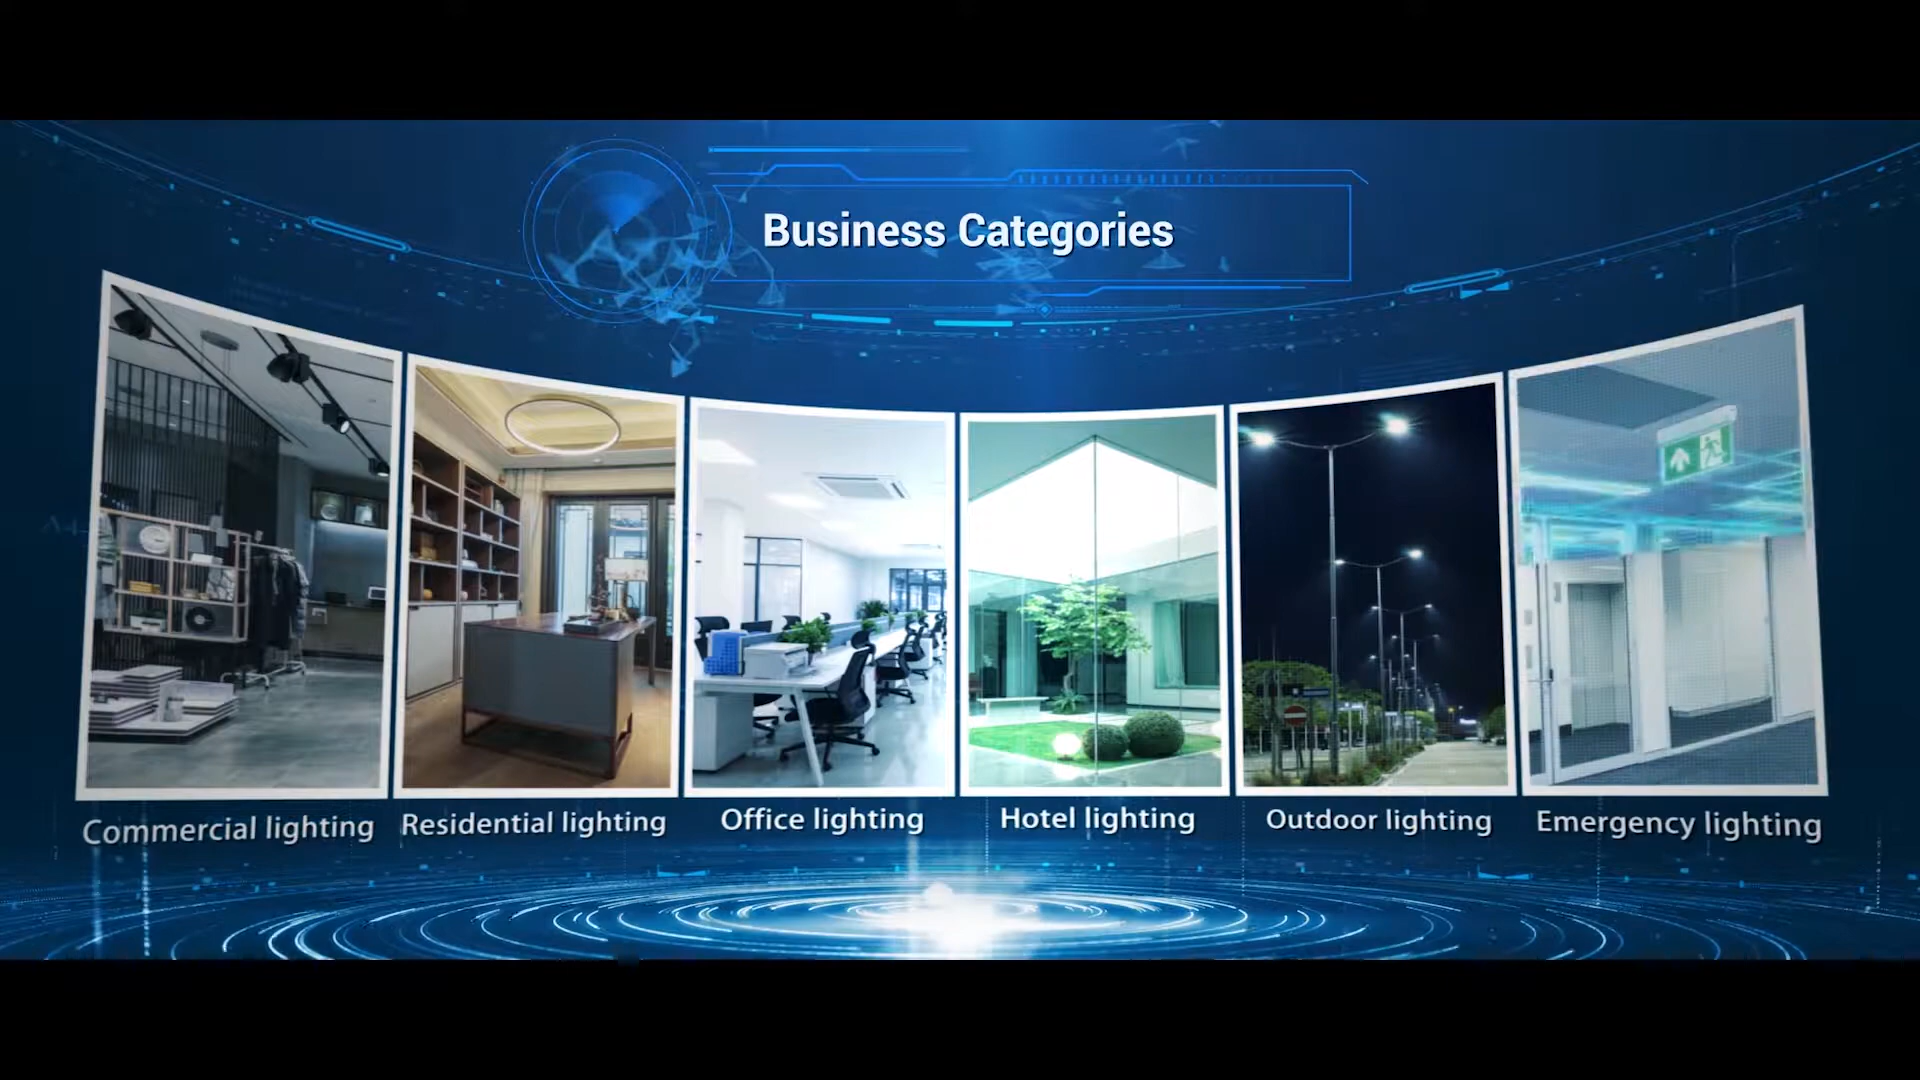 Business Categories
Commercial lighting
Residential lighting
Office lighting
Hotel lighting
Outdoor lighting
Emergency lighting